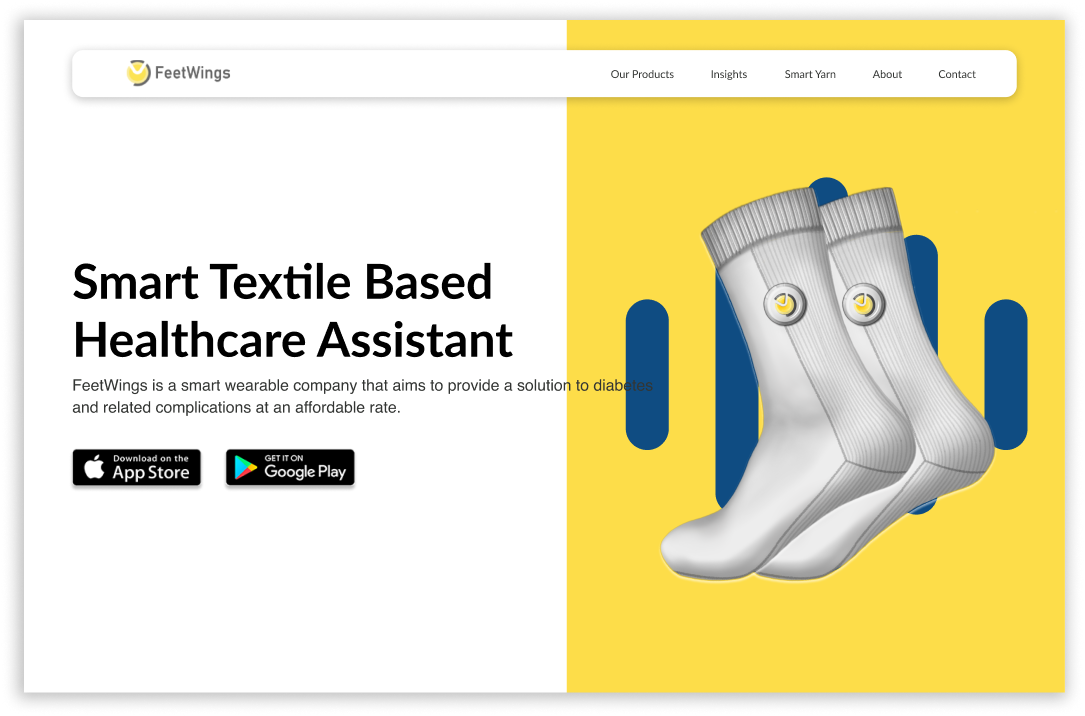 FeetWings
Our Products
Insights
Smart Yarn
About
Contact
Smart Textile Based
Healthcare Assistant
FeetWings is a smart wearable company that aims to provide a solution to diabetes
and related complications at an affordable rate.
Download on the
App Store
GET IT ON
Google Play